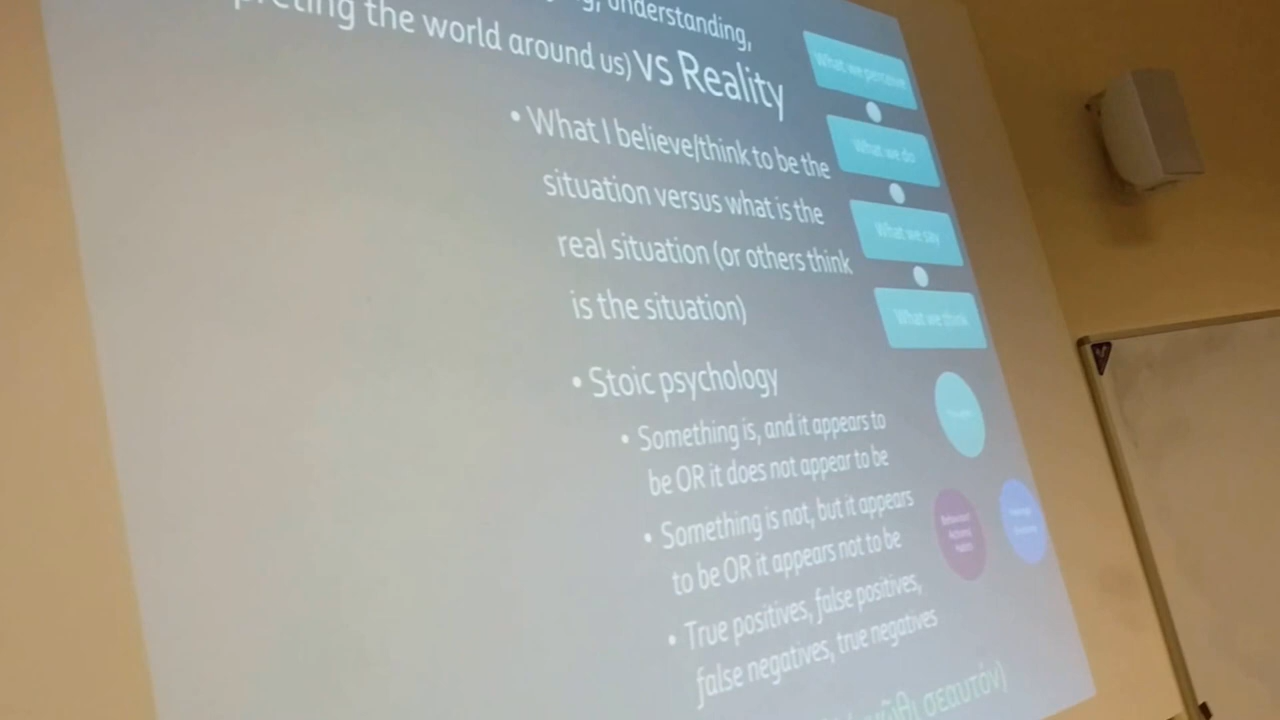 understanding,
the world around us) vs Reality
• What I believe/think to be the
situation versus what is the
real situation (or others think
is the situation)
• Stoic psychology
• Something is, and it appears to
be OR it does not appear to be
• Something is not, but it appears
to be OR it appears not to be
• True positives, false positives,
false negatives, true negatives
σεαυτόν)
What we perceive
What we do
What we say
What we think